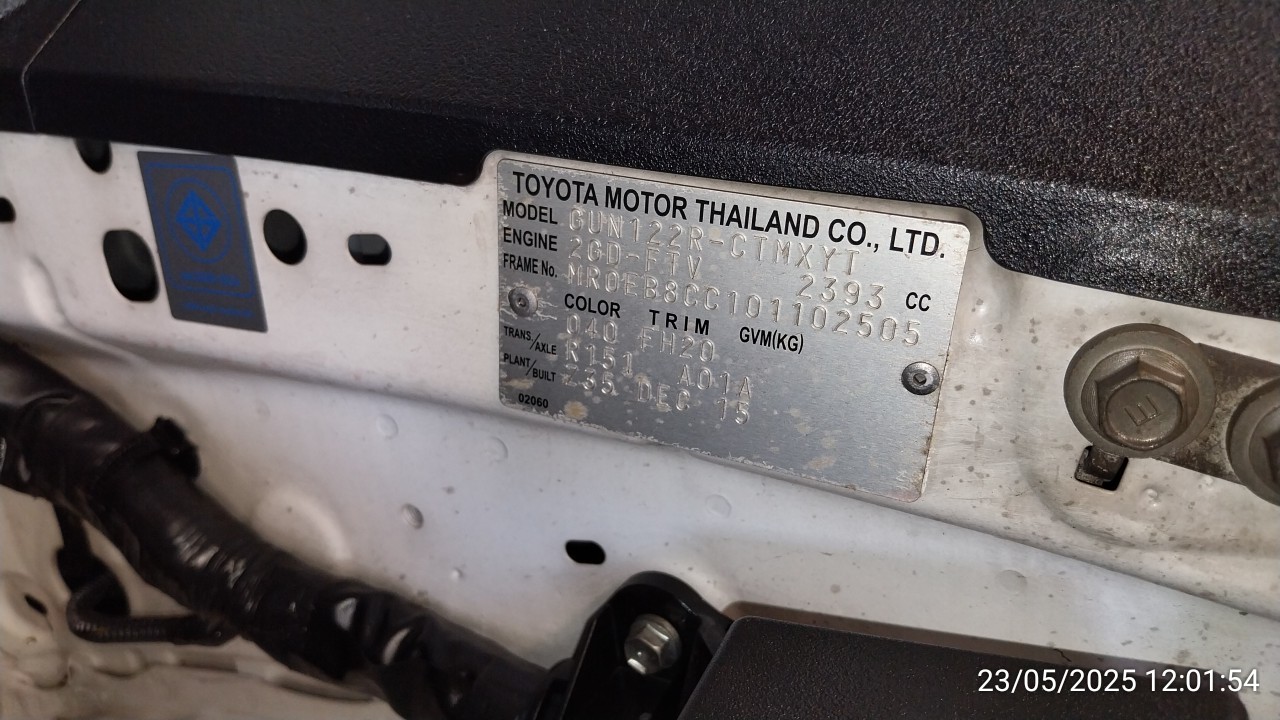 TOYOTA MOTOR THAILAND CO., LTD.
MODEL GUN122R-CTMXYT
ENGINE 2GD-FTV 2393 CC
FRAME No. MR0EB8CC101102505
COLOR TRIM GVM(KG)
040 FH20
TRANS./AXLE R151 A01A
PLANT/BUILT Z35 DEC 15
02060
E
23/05/2025 12:01:54